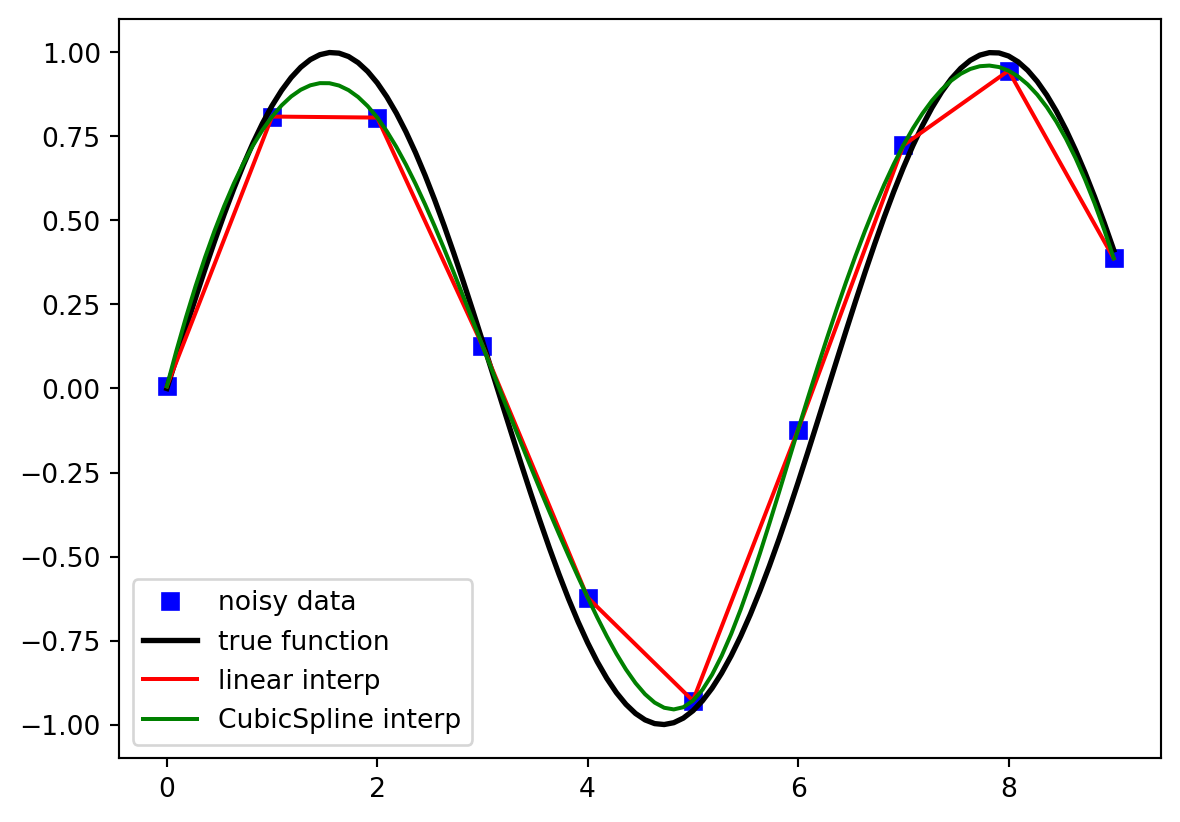 1.00
0.75
0.50
0.25
0.00
−0.25
−0.50
−0.75
−1.00
noisy data
true function
linear interp
CubicSpline interp
0 2 4 6 8